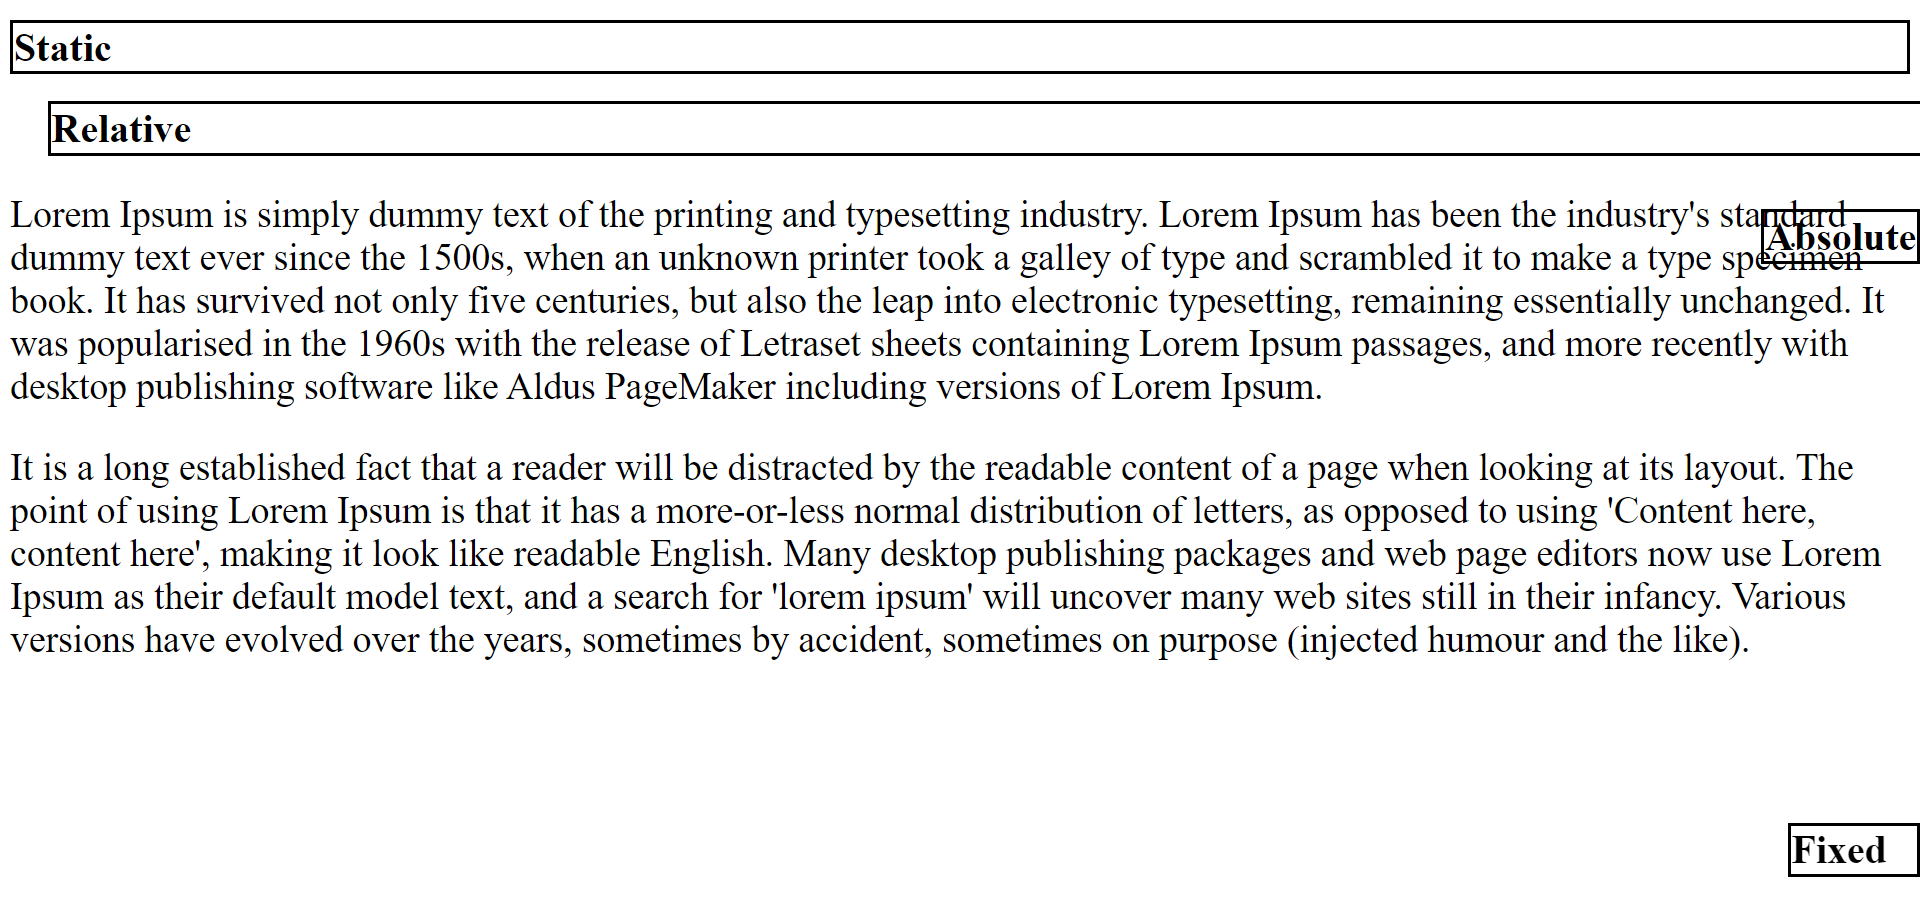 Static
Relative
Lorem Ipsum is simply dummy text of the printing and typesetting industry. Lorem Ipsum has been the industry's standard
Absolute
dummy text ever since the 1500s, when an unknown printer took a galley of type and scrambled it to make a type specimen
book. It has survived not only five centuries, but also the leap into electronic typesetting, remaining essentially unchanged. It
was popularised in the 1960s with the release of Letraset sheets containing Lorem Ipsum passages, and more recently with
desktop publishing software like Aldus PageMaker including versions of Lorem Ipsum.
It is a long established fact that a reader will be distracted by the readable content of a page when looking at its layout. The
point of using Lorem Ipsum is that it has a more-or-less normal distribution of letters, as opposed to using 'Content here,
content here', making it look like readable English. Many desktop publishing packages and web page editors now use Lorem
Ipsum as their default model text, and a search for 'lorem ipsum' will uncover many web sites still in their infancy. Various
versions have evolved over the years, sometimes by accident, sometimes on purpose (injected humour and the like).
Fixed